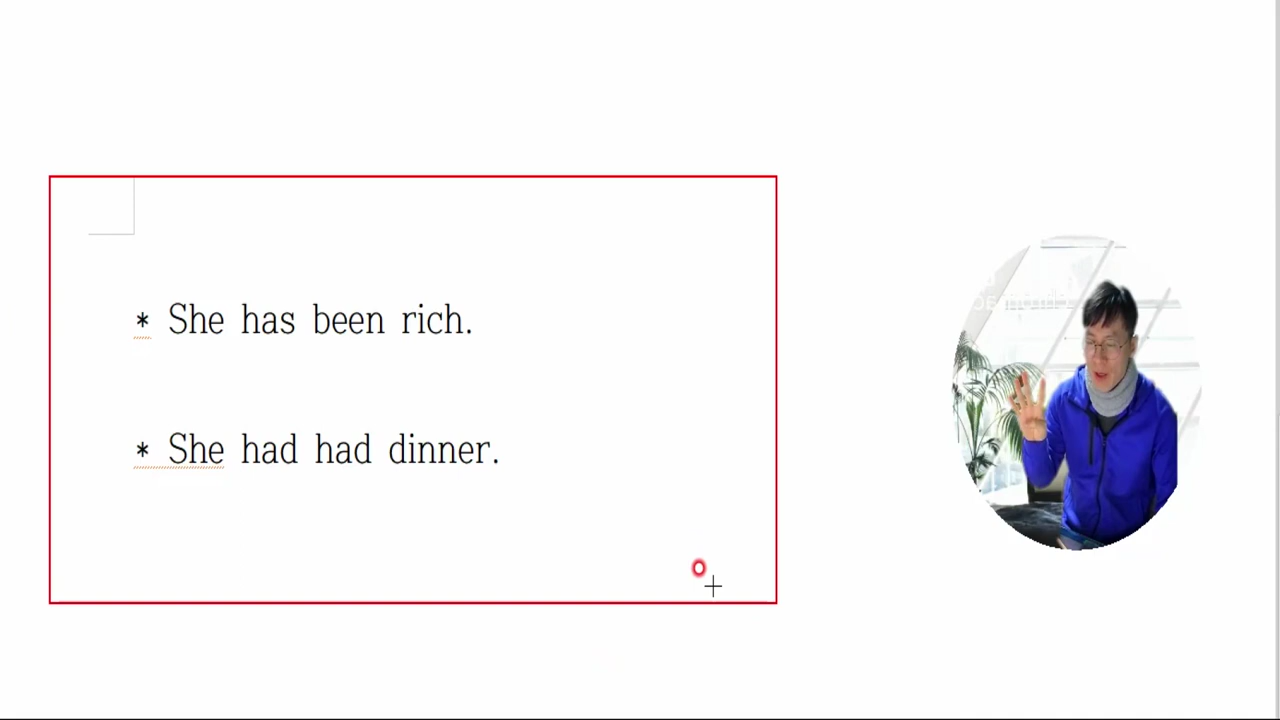 * She has been rich.
* She had had dinner.